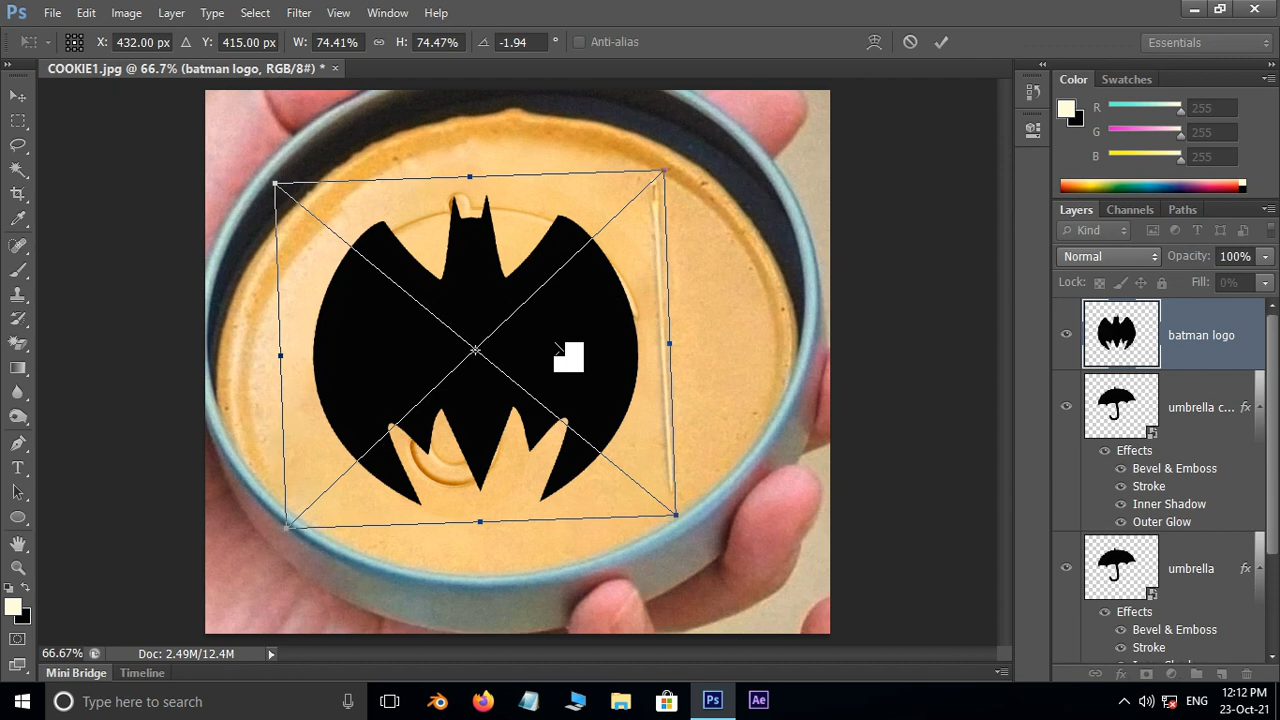 Ps File Edit Image Layer Type Select Filter View Window Help
X: 432.00 px Y: 415.00 px W: 74.41% H: 74.47% -1.94 ° Anti-alias Essentials
COOKIE1.jpg @ 66.7% (batman logo, RGB/8#) * ×
Color Swatches
R 255
G 255
B 255
Layers Channels Paths
Kind
Normal Opacity: 100%
Lock: Fill: 0%
batman logo
umbrella c... fx
Effects
Bevel & Emboss
Stroke
Inner Shadow
Outer Glow
umbrella fx
Effects
Bevel & Emboss
Stroke
Inner Shadow
66.67% Doc: 2.49M/12.4M
Mini Bridge Timeline
Type here to search
Ps Ae
ENG
12:12 PM
23-Oct-21